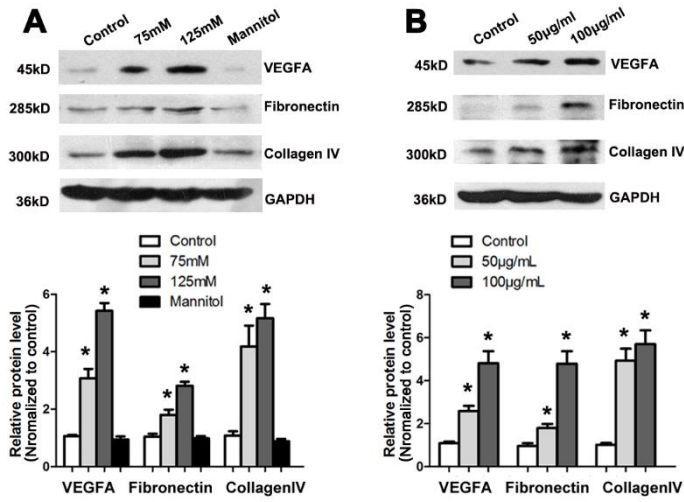 A
Control 75mM 125mM Mannitol
45kD VEGFA
285kD Fibronectin
300kD Collagen IV
36kD GAPDH
Control
75mM
125mM
Mannitol
Relative protein level
(Nromalized to control)
6
4
2
0
* * * * * *
VEGFA Fibronectin CollagenIV
B
Control 50μg/ml 100μg/ml
45kD VEGFA
285kD Fibronectin
300kD Collagen IV
36kD GAPDH
Control
50μg/mL
100μg/mL
Relative protein level
(Nromalized to control)
8
6
4
2
0
* * * * * *
VEGFA Fibronectin CollagenIV